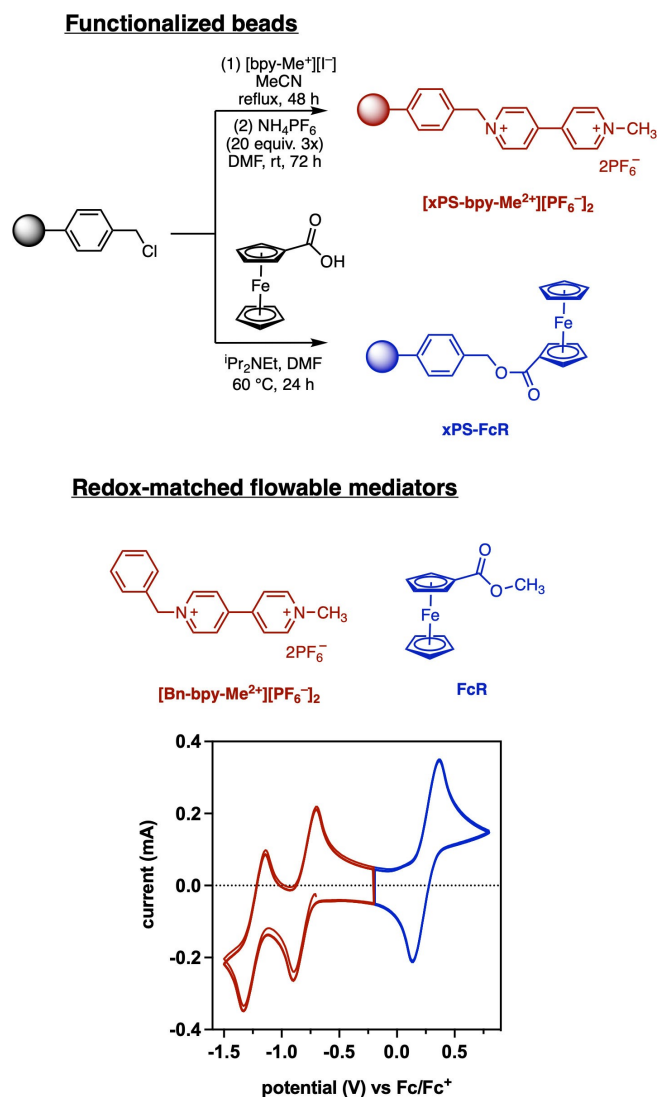 Functionalized beads
(1) [bpy-Me⁺][I⁻]
MeCN
reflux, 48 h
(2) NH₄PF₆
(20 equiv. 3x)
DMF, rt, 72 h
N⁺
N⁺
CH₃
2PF₆⁻
[xPS-bpy-Me²⁺][PF₆⁻]₂
Cl
O
OH
Fe
ⁱPr₂NEt, DMF
60 °C, 24 h
Fe
O
O
xPS-FcR
Redox-matched flowable mediators
N⁺
N⁺
CH₃
2PF₆⁻
[Bn-bpy-Me²⁺][PF₆⁻]₂
O
O
CH₃
Fe
FcR
0.4
0.2
0.0
-0.2
-0.4
current (mA)
-1.5 -1.0 -0.5 0.0 0.5
potential (V) vs Fc/Fc⁺